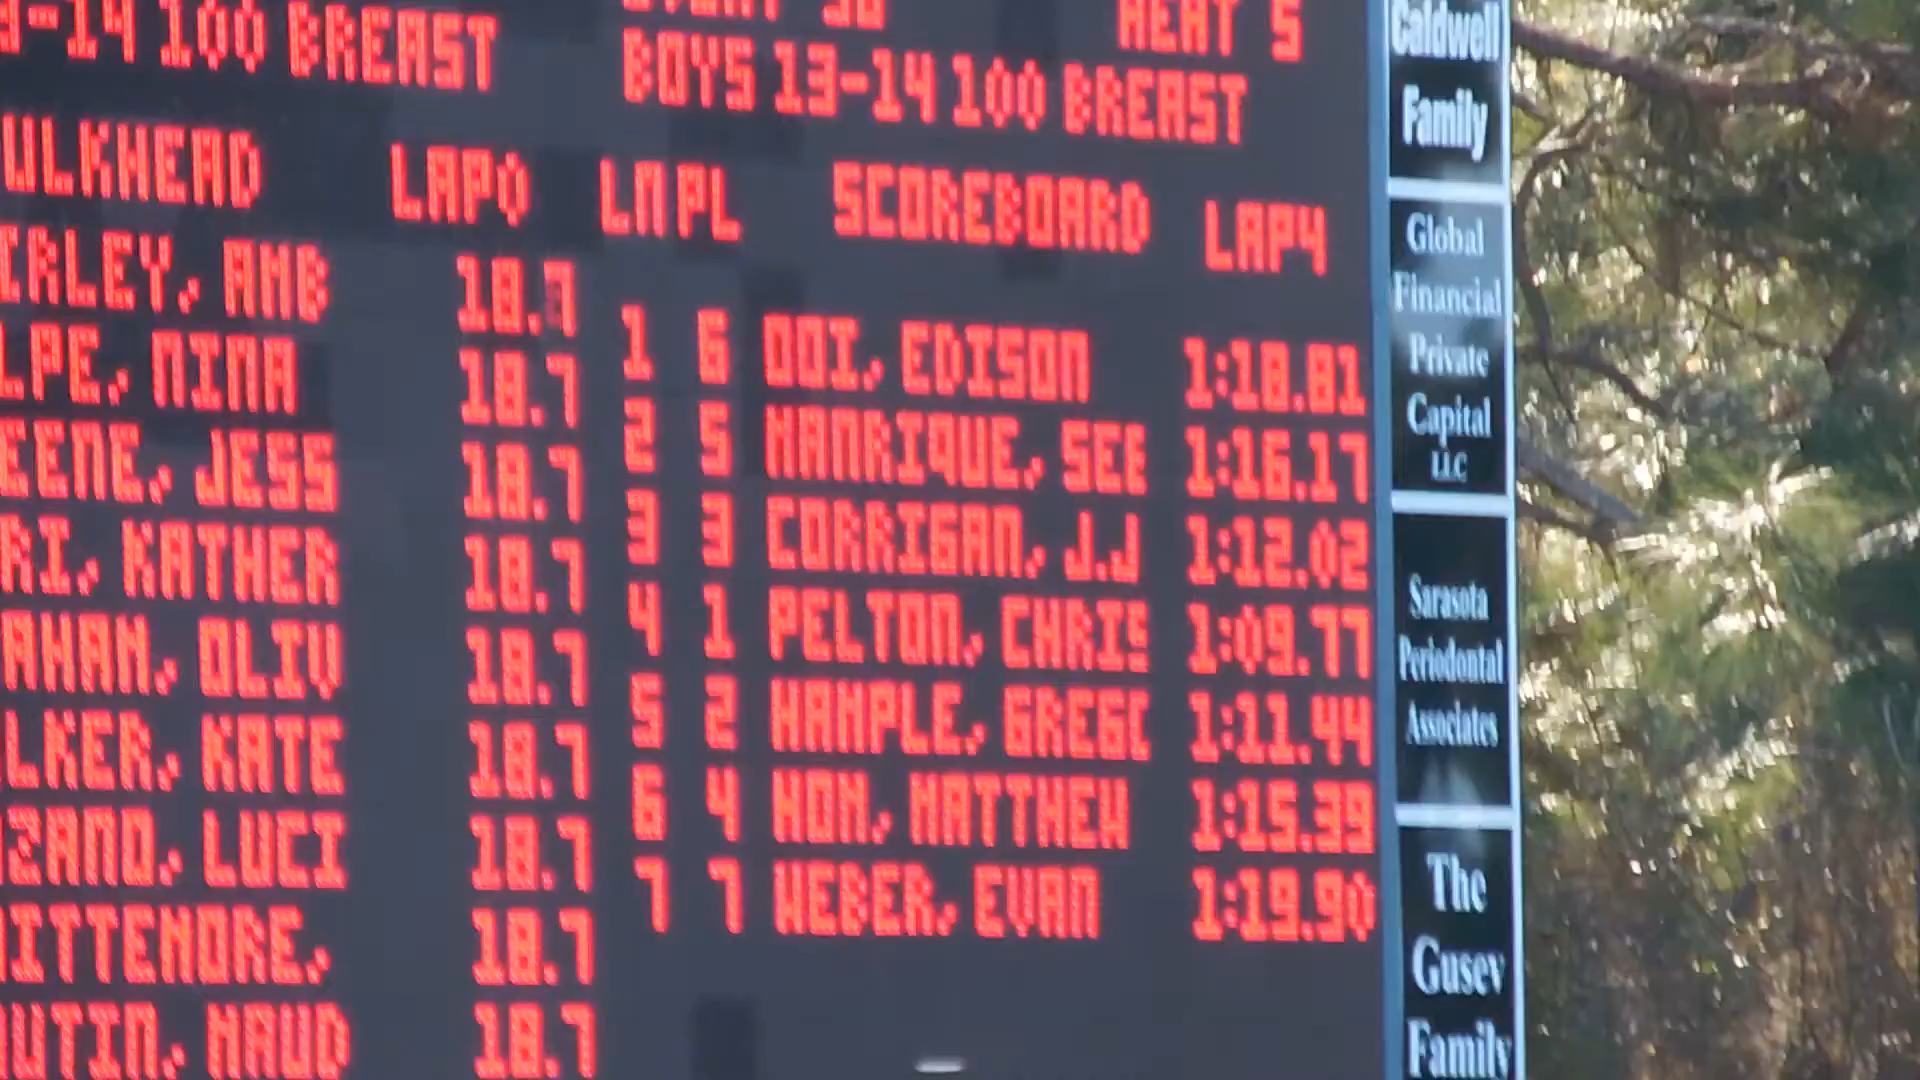 9-14 100 BREAST
HEAT 5
BOYS 13-14 100 BREAST
ULKHEAD LAP0
LN PL SCOREBOARD LAP4
IRLEY, AMB 18.7
LPE, NINA 18.7
EENE, JESS 18.7
RI, KATHER 18.7
AHAN, OLIV 18.7
LKER, KATE 18.7
ZANO, LUCI 18.7
ITTEMORE, 18.7
UTIN, MAUD 18.7
1 6 OOI, EDISON 1:18.81
2 5 MANRIQUE, SEB 1:16.17
3 3 CORRIGAN, J.J 1:12.02
4 1 PELTON, CHRIS 1:09.77
5 2 HAMPLE, GREGO 1:11.44
6 4 HOM, MATTHEW 1:15.39
7 7 WEBER, EVAN 1:19.90
Caldwell
Family
Global
Financial
Private
Capital
LLC
Sarasota
Periodontal
Associates
The
Gusev
Family